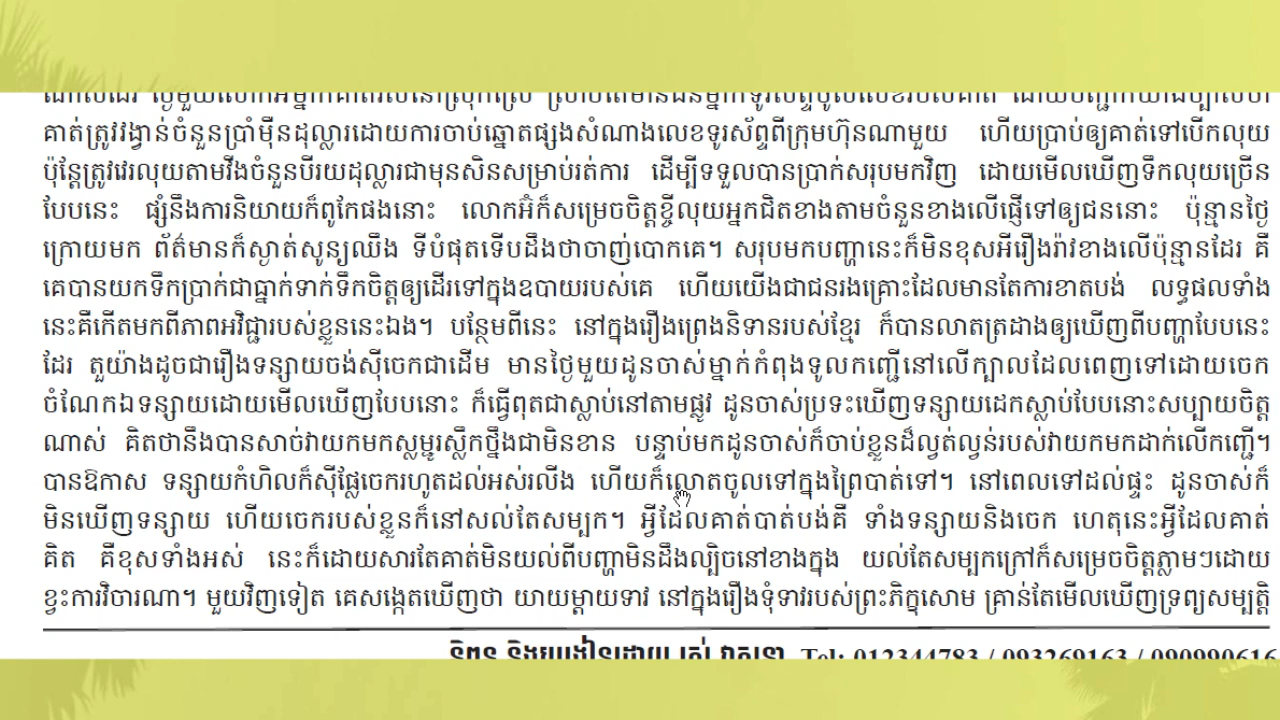 គាត់ត្រូវរង្វាន់ចំនួនប្រាំម៉ឺនដុល្លារដោយការចាប់ឆ្នោតផ្សងសំណាងលេខទូរស័ព្ទពីក្រុមហ៊ុនណាមួយ ហើយប្រាប់ឲ្យគាត់ទៅបើកលុយ
ប៉ុន្តែត្រូវវេរលុយតាមវីងចំនួនបីរយដុល្លារជាមុនសិនសម្រាប់រត់ការ ដើម្បីទទួលបានប្រាក់សរុបមកវិញ ដោយមើលឃើញទឹកលុយច្រើន
បែបនេះ ផ្សំនឹងការនិយាយក៏ពូកែផងនោះ លោកអ៊ំក៏សម្រេចចិត្តខ្ចីលុយអ្នកជិតខាងតាមចំនួនខាងលើផ្ញើទៅឲ្យជននោះ ប៉ុន្មានថ្ងៃ
ក្រោយមក ព័ត៌មានក៏ស្ងាត់សូន្យឈឹង ទីបំផុតទើបដឹងថាចាញ់បោកគេ។ សរុបមកបញ្ហានេះក៏មិនខុសអីរឿងរ៉ាវខាងលើប៉ុន្មានដែរ គឺ
គេបានយកទឹកប្រាក់ជាធ្នាក់ទាក់ទឹកចិត្តឲ្យដើរទៅក្នុងឧបាយរបស់គេ ហើយយើងជាជនរងគ្រោះដែលមានតែការខាតបង់ លទ្ធផលទាំង
នេះគឺកើតមកពីភាពអវិជ្ជារបស់ខ្លួននេះឯង។ បន្ថែមពីនេះ នៅក្នុងរឿងព្រេងនិទានរបស់ខ្មែរ ក៏បានលាតត្រដាងឲ្យឃើញពីបញ្ហាបែបនេះ
ដែរ តួយ៉ាងដូចជារឿងទន្សាយចង់ស៊ីចេកជាដើម មានថ្ងៃមួយដូនចាស់ម្នាក់កំពុងទូលកញ្ជើនៅលើក្បាលដែលពេញទៅដោយចេក
ចំណែកឯទន្សាយដោយមើលឃើញបែបនោះ ក៏ធ្វើពុតជាស្លាប់នៅតាមផ្លូវ ដូនចាស់ប្រទះឃើញទន្សាយដេកស្លាប់បែបនោះសប្បាយចិត្ត
ណាស់ គិតថានឹងបានសាច់វាយកមកស្លម្ជូរស្លឹកថ្នឹងជាមិនខាន បន្ទាប់មកដូនចាស់ក៏ចាប់ខ្លួនដ៏ល្វត់ល្វន់របស់វាយកមកដាក់លើកញ្ជើ។
បានឱកាស ទន្សាយកំហិលក៏ស៊ីផ្លែចេករហូតដល់អស់រលីង ហើយក៏លោតចូលទៅក្នុងព្រៃបាត់ទៅ។ នៅពេលទៅដល់ផ្ទះ ដូនចាស់ក៏
មិនឃើញទន្សាយ ហើយចេករបស់ខ្លួនក៏នៅសល់តែសម្បក។ អ្វីដែលគាត់បាត់បង់គឺ ទាំងទន្សាយនិងចេក ហេតុនេះអ្វីដែលគាត់
គិត គឺខុសទាំងអស់ នេះក៏ដោយសារតែគាត់មិនយល់ពីបញ្ហាមិនដឹងល្បិចនៅខាងក្នុង យល់តែសម្បកក្រៅក៏សម្រេចចិត្តភ្លាមៗដោយ
ខ្វះការវិចារណា។ មួយវិញទៀត គេសង្កេតឃើញថា យាយម្ដាយទាវ នៅក្នុងរឿងទុំទាវរបស់ព្រះភិក្ខុសោម គ្រាន់តែមើលឃើញទ្រព្យសម្បត្តិ
Tel: 012344783 / 093269163 / 090990616